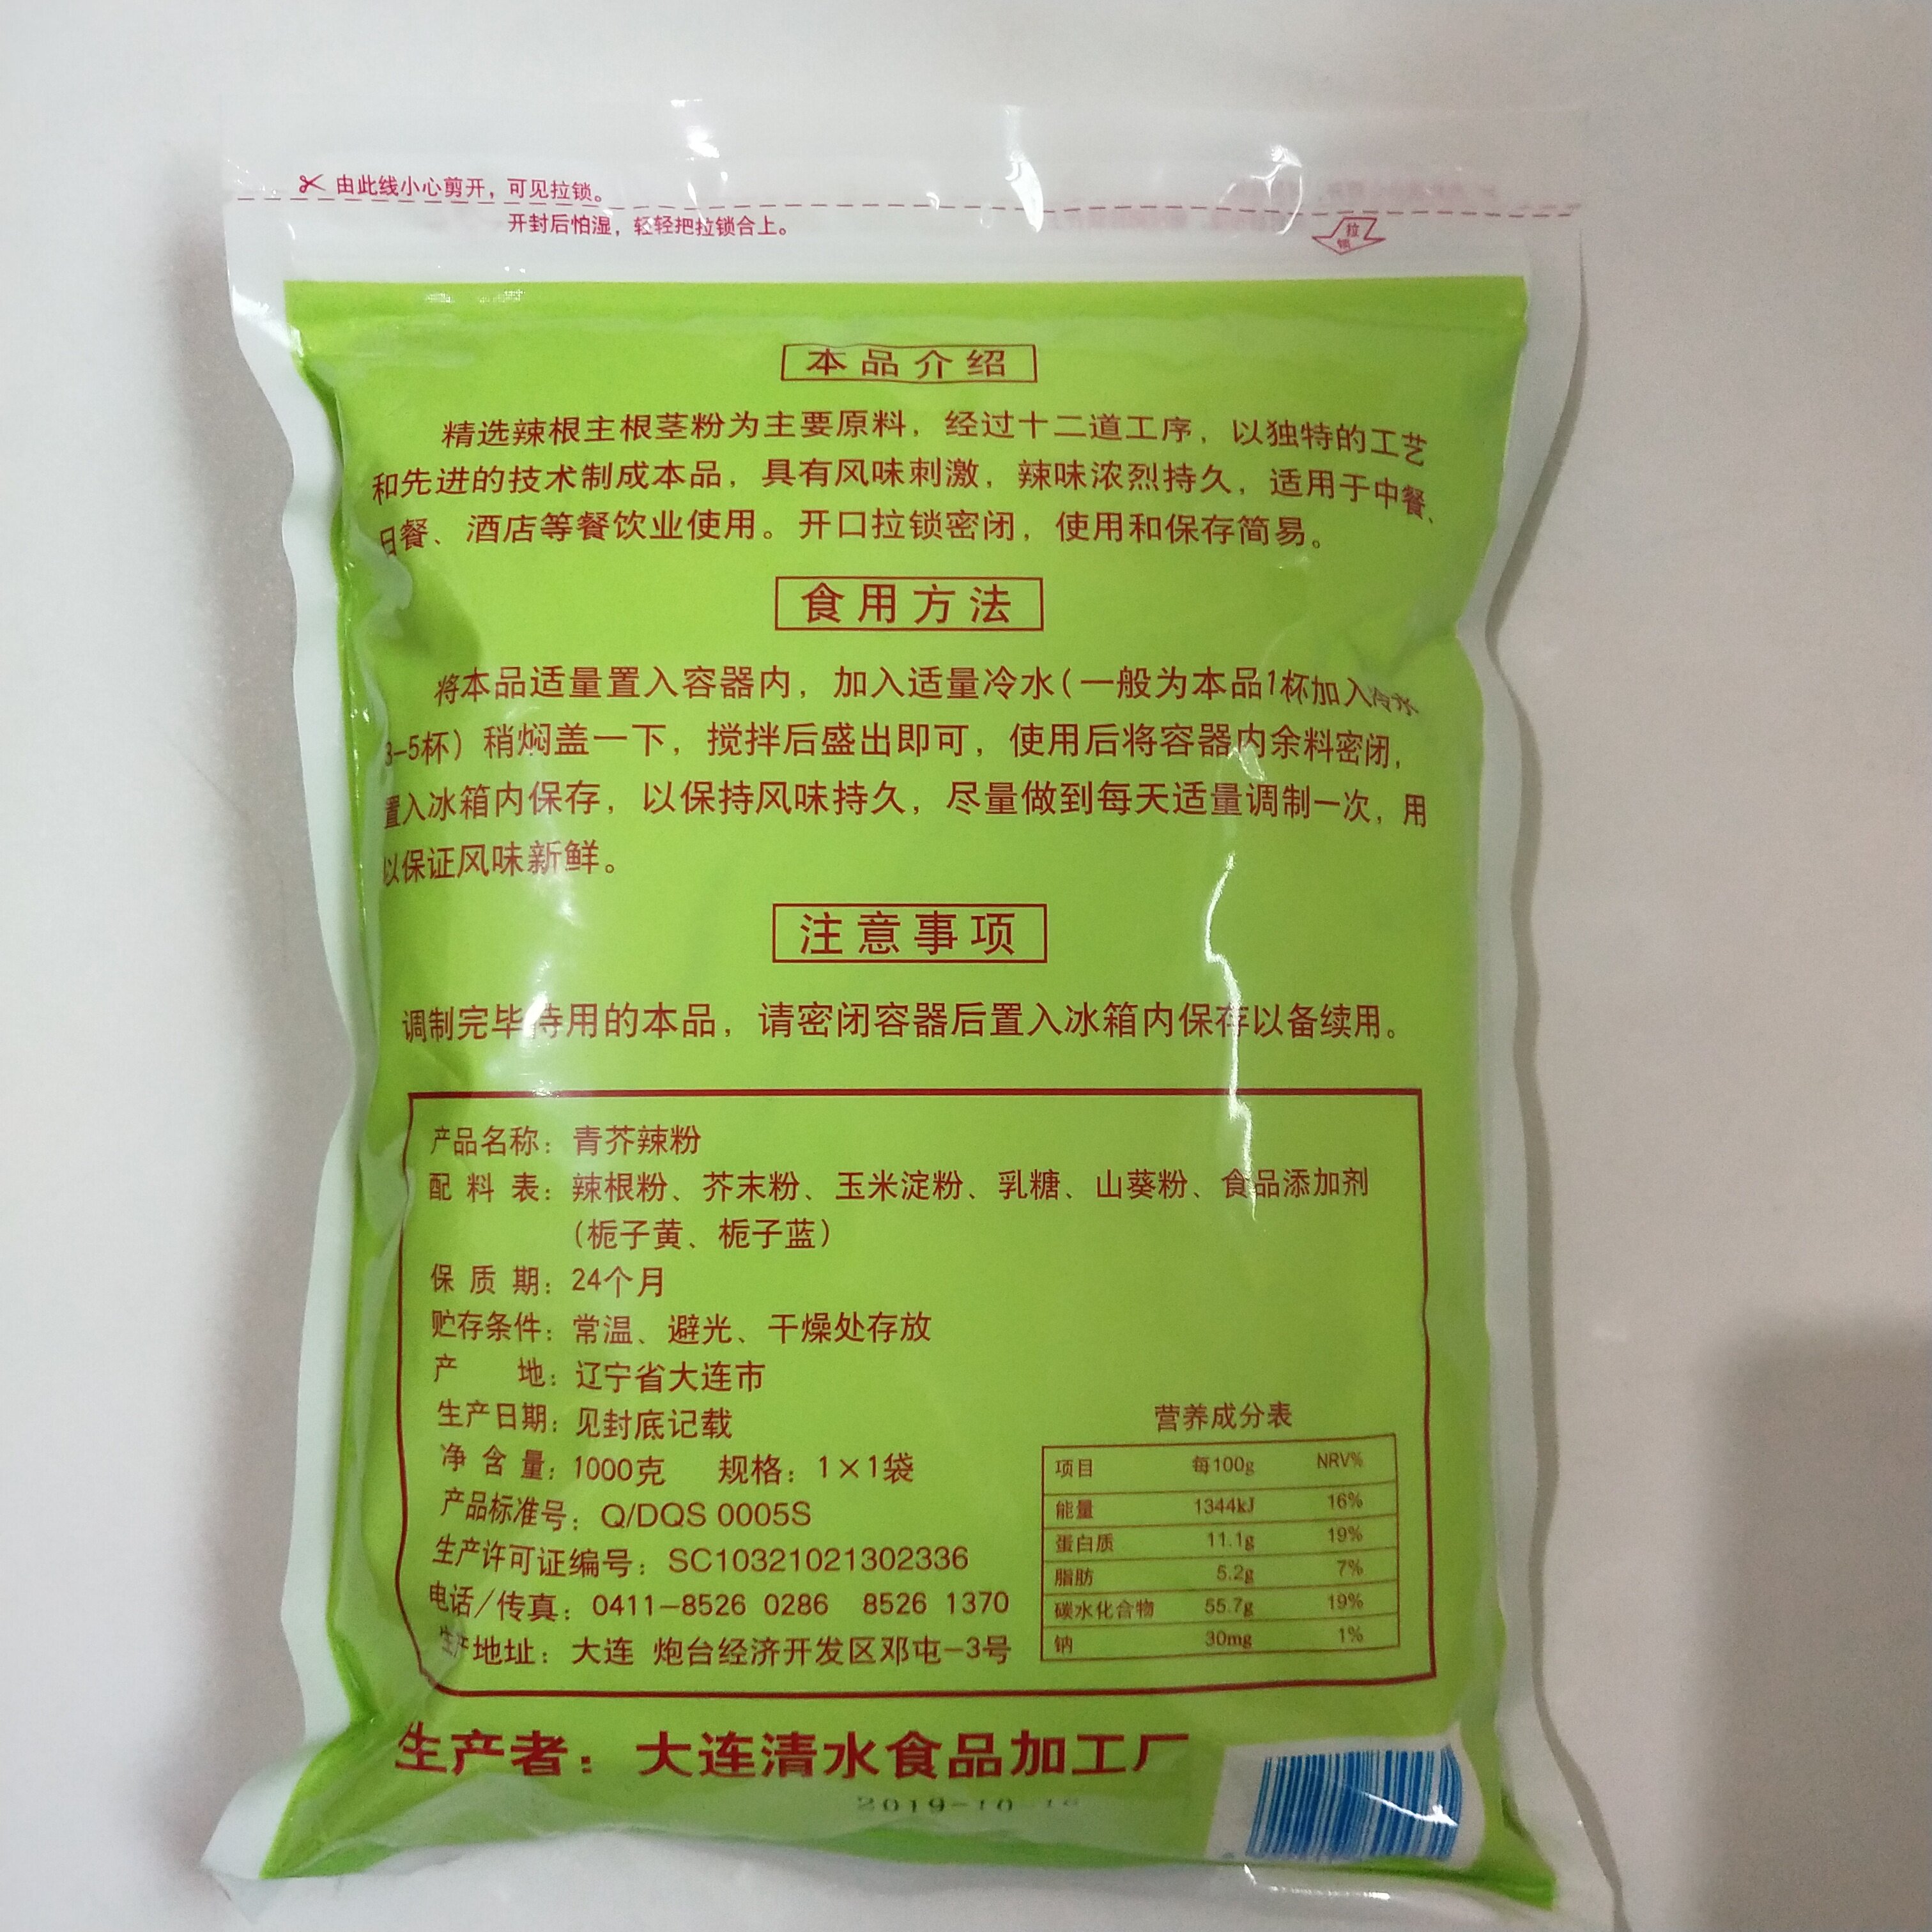 由此线小心剪开，可见拉锁。
开封后怕湿，轻轻把拉锁合上。
拉锁
本品介绍
精选辣根主根茎粉为主要原料，经过十二道工序，以独特的工艺
和先进的技术制成本品，具有风味刺激，辣味浓烈持久，适用于中餐、
日餐、酒店等餐饮业使用。开口拉锁密闭，使用和保存简易。
食用方法
将本品适量置入容器内，加入适量冷水（一般为本品1杯加入冷水
3-5杯）稍焖盖一下，搅拌后盛出即可，使用后将容器内余料密闭，
置入冰箱内保存，以保持风味持久，尽量做到每天适量调制一次，用
以保证风味新鲜。
注意事项
调制完毕待用的本品，请密闭容器后置入冰箱内保存以备续用。
产品名称：青芥辣粉
配料表：辣根粉、芥末粉、玉米淀粉、乳糖、山葵粉、食品添加剂
（栀子黄、栀子蓝）
保质期：24个月
贮存条件：常温、避光、干燥处存放
产地：辽宁省大连市
生产日期：见封底记载
净含量：1000克 规格：1×1袋
产品标准号：Q/DQS 0005S
生产许可证编号：SC10321021302336
电话/传真：0411-8526 0286 8526 1370
生产地址：大连 炮台经济开发区邓屯-3号
营养成分表
项目 每100g NRV%
能量 1344kJ 16%
蛋白质 11.1g 19%
脂肪 5.2g 7%
碳水化合物 55.7g 19%
钠 30mg 1%
生产者：大连清水食品加工厂
2019-10